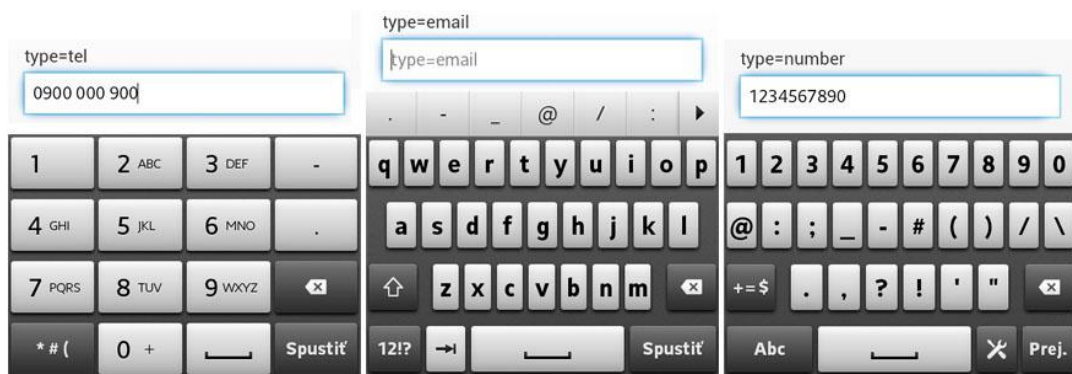 type=tel
0900 000 900
1
2 ABC
3 DEF
-
4 GHI
5 JKL
6 MNO
.
7 PQRS
8 TUV
9 WXYZ
* # (
0 +
Spustiť
type=email
type=email
. - _ @ / :
q w e r t y u i o p
a s d f g h j k l
z x c v b n m
12!?
Spustiť
type=number
1234567890
1 2 3 4 5 6 7 8 9 0
@ : ; _ - # ( ) / \
+=$ . , ? ! ' "
Abc
Prej.